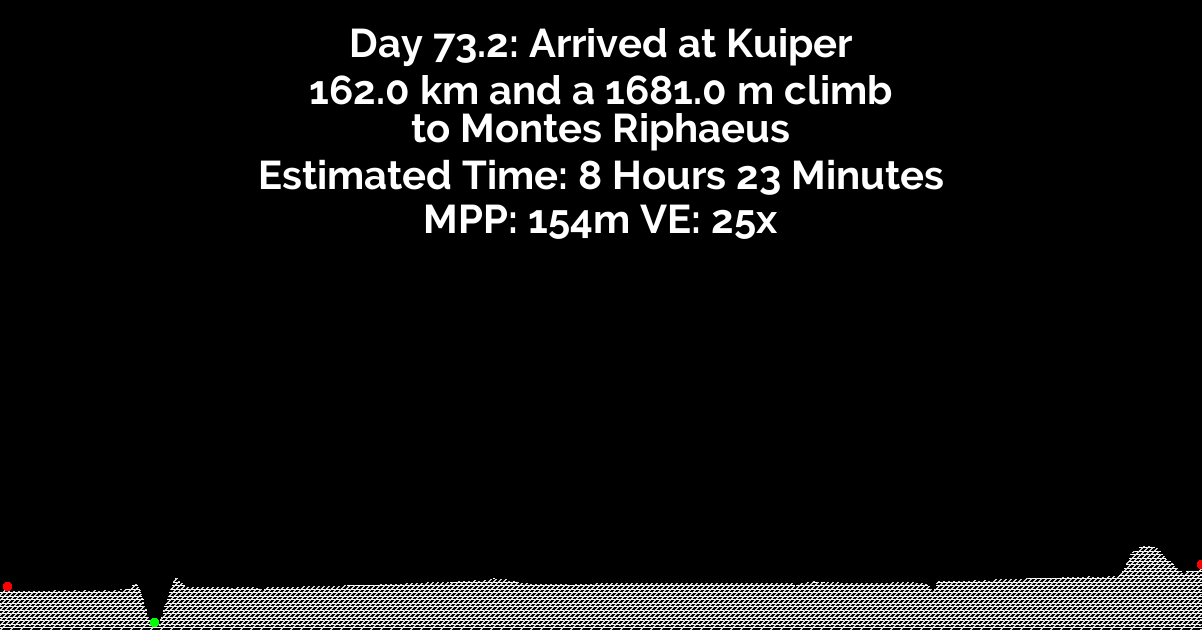 Day 73.2: Arrived at Kuiper
162.0 km and a 1681.0 m climb
to Montes Riphaeus
Estimated Time: 8 Hours 23 Minutes
MPP: 154m VE: 25x